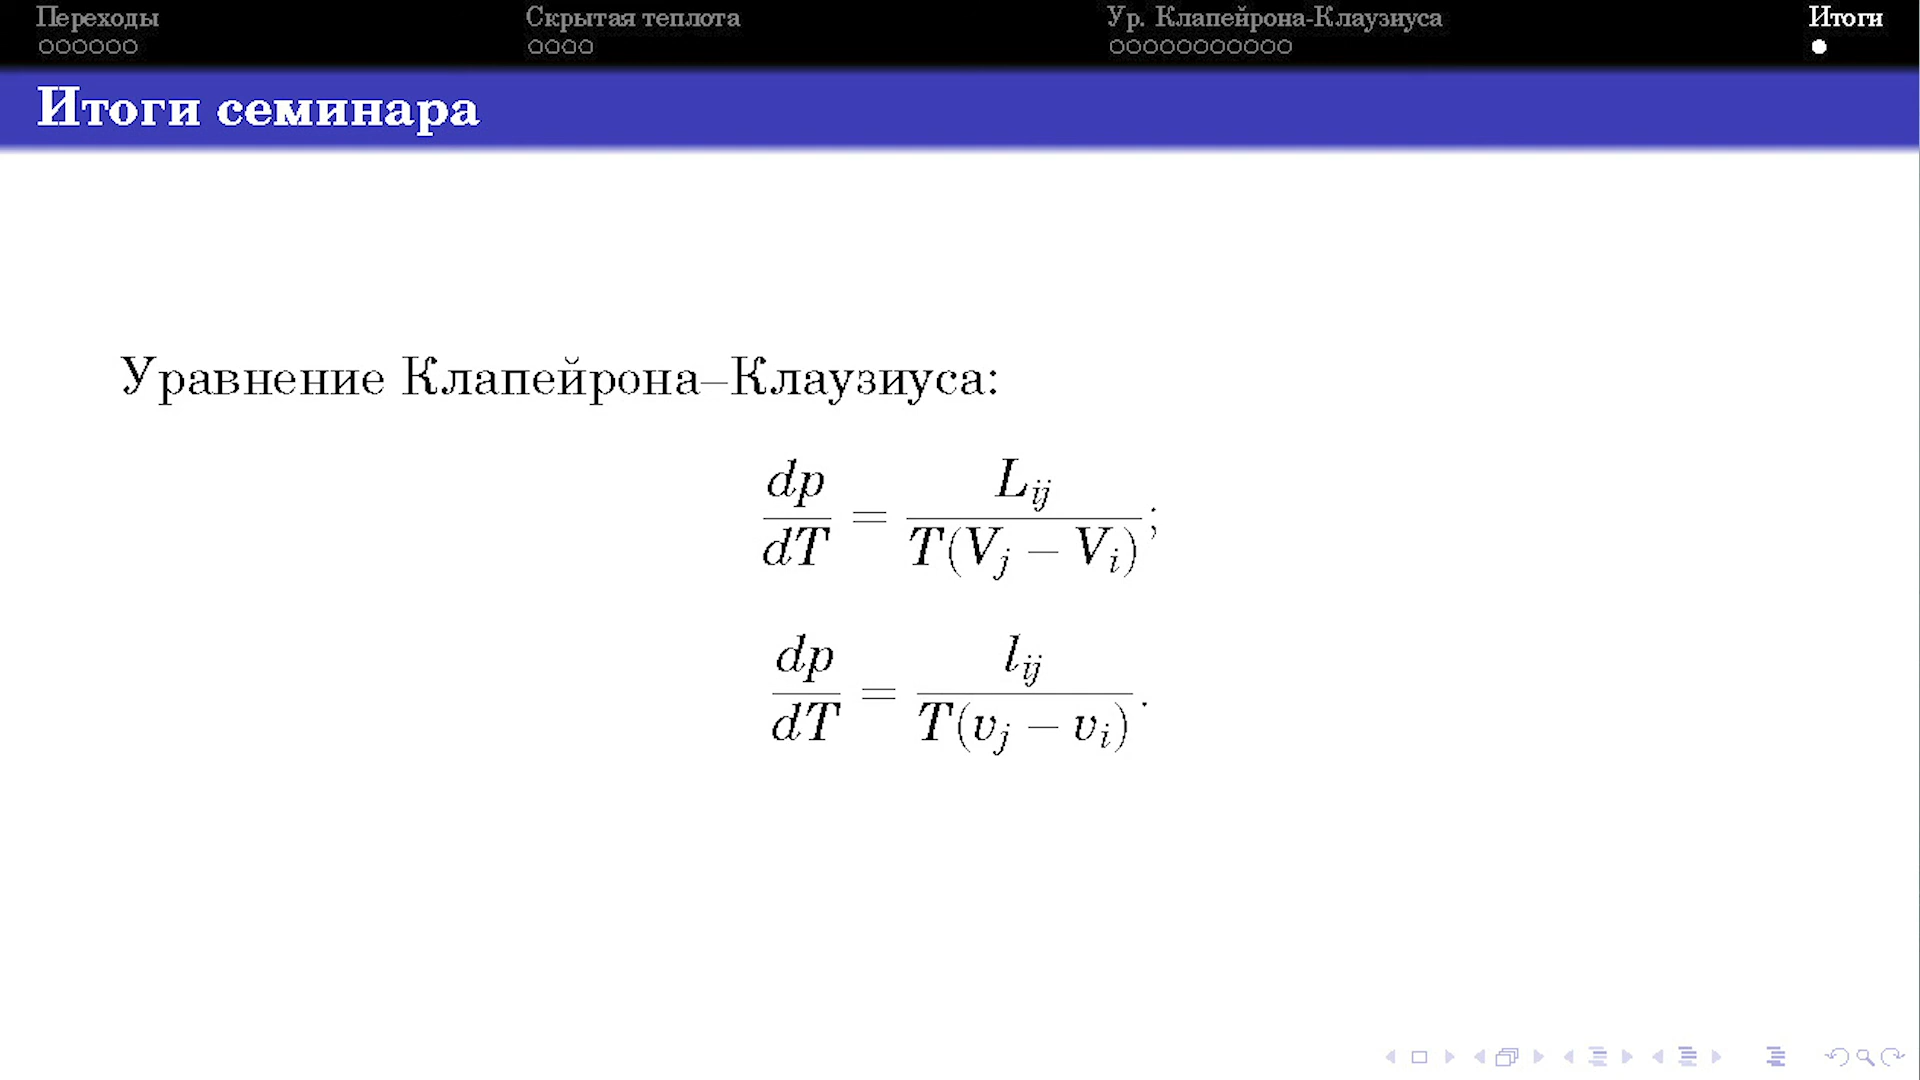 Переходы
Скрытая теплота
Ур. Клапейрона-Клаузиуса
Итоги
Итоги семинара
Уравнение Клапейрона–Клаузиуса:
dp/dT = L_ij/T(V_j − V_i);
dp/dT = l_ij/T(v_j − v_i).